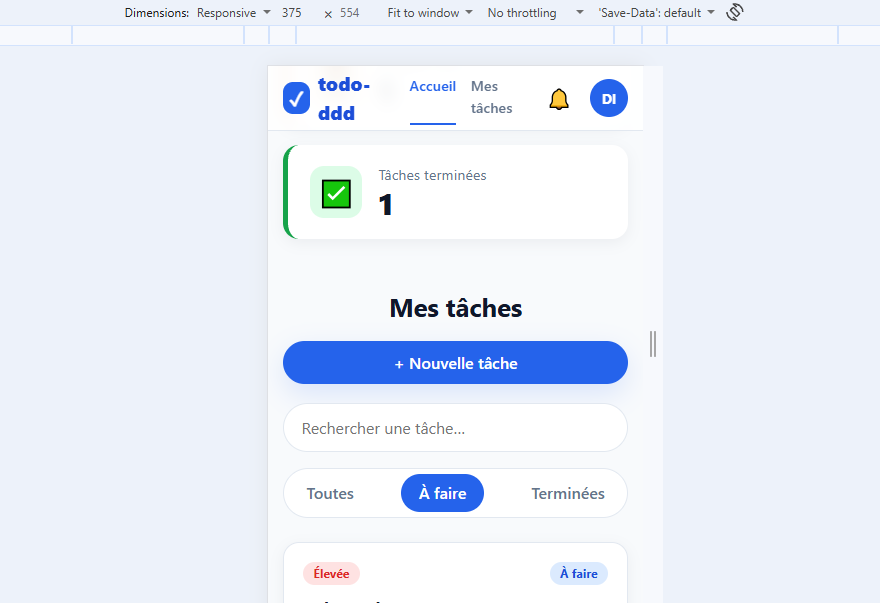 Dimensions: Responsive 375 × 554 Fit to window No throttling 'Save-Data': default
todo-
ddd
Accueil
Mes
tâches
DI
Tâches terminées
1
Mes tâches
+ Nouvelle tâche
Rechercher une tâche...
Toutes À faire Terminées
Élevée À faire